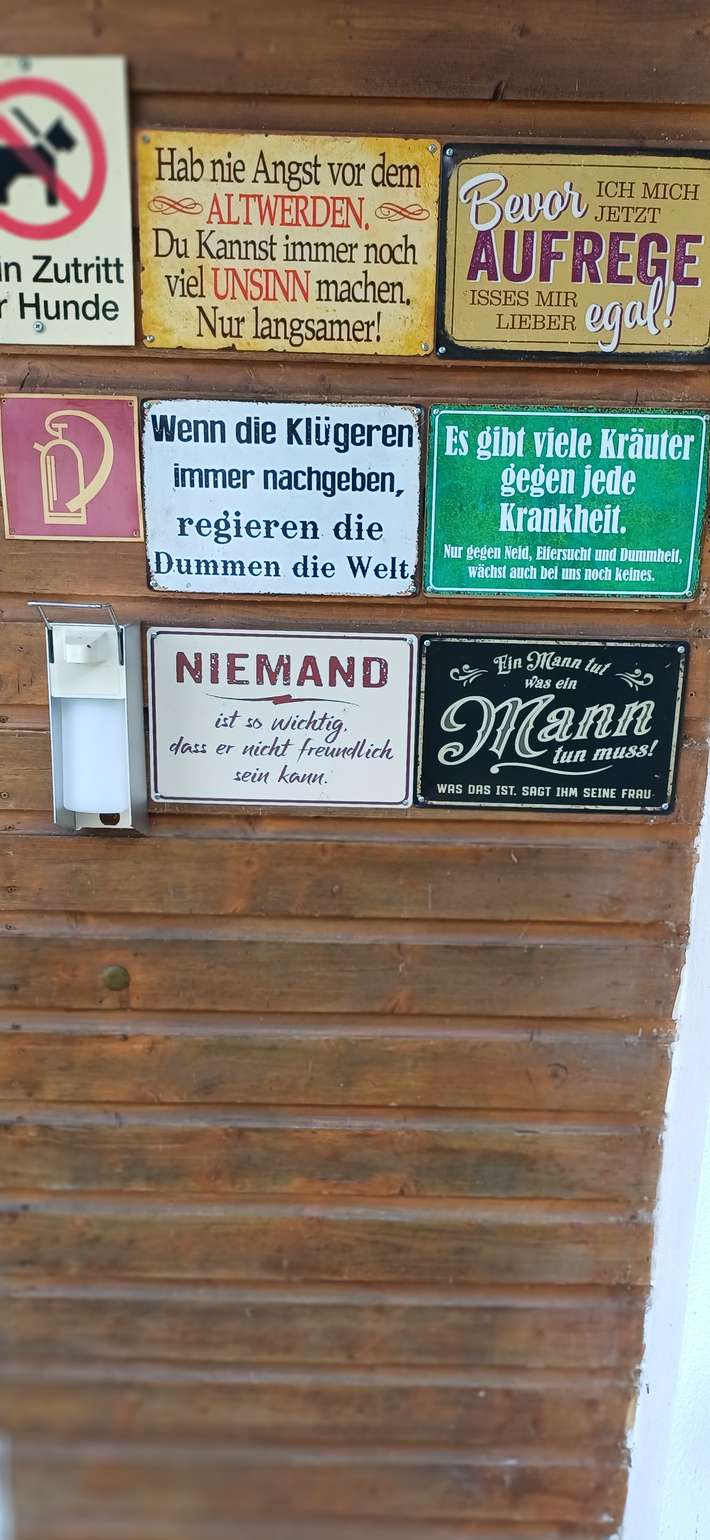 in Zutritt
r Hunde
Hab nie Angst vor dem
ALTWERDEN.
Du Kannst immer noch
viel UNSINN machen.
Nur langsamer!
Bevor ICH MICH
JETZT
AUFREGE
ISSES MIR
LIEBER egal!
Wenn die Klügeren
immer nachgeben,
regieren die
Dummen die Welt.
Es gibt viele Kräuter
gegen jede
Krankheit.
Nur gegen Neid, Eifersucht und Dummheit,
wächst auch bei uns noch keines.
NIEMAND
ist so wichtig,
dass er nicht freundlich
sein kann.
Ein Mann tut
was ein
Mann
tun muss!
WAS DAS IST, SAGT IHM SEINE FRAU